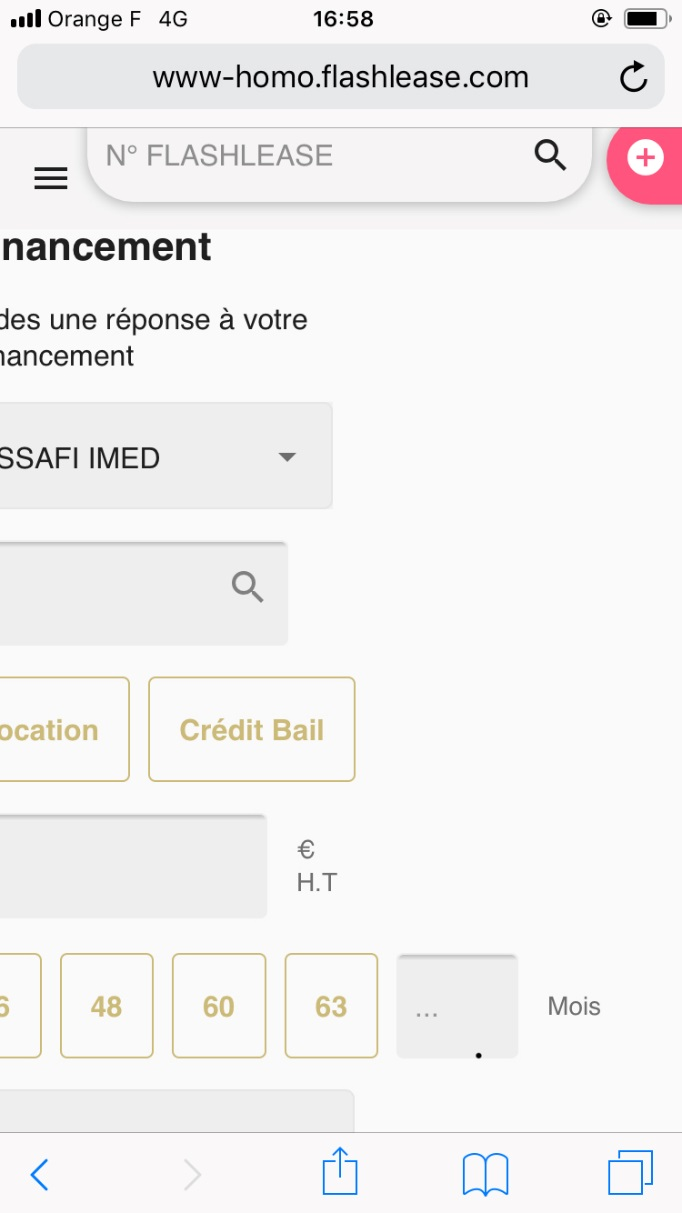 Orange F 4G 16:58
www-homo.flashlease.com
N° FLASHLEASE
nancement
des une réponse à votre
nancement
SSAFI IMED
ocation Crédit Bail
€
H.T
6 48 60 63 ... Mois